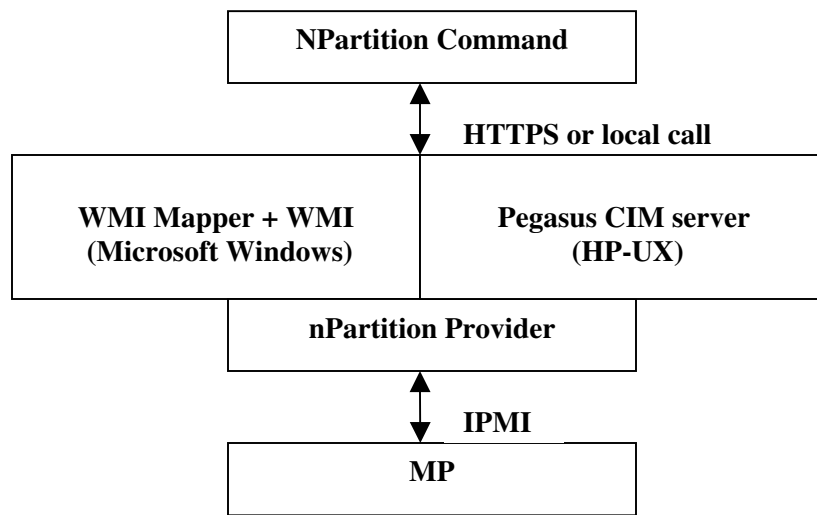 NPartition Command
HTTPS or local call
WMI Mapper + WMI
(Microsoft Windows)
Pegasus CIM server
(HP-UX)
nPartition Provider
IPMI
MP